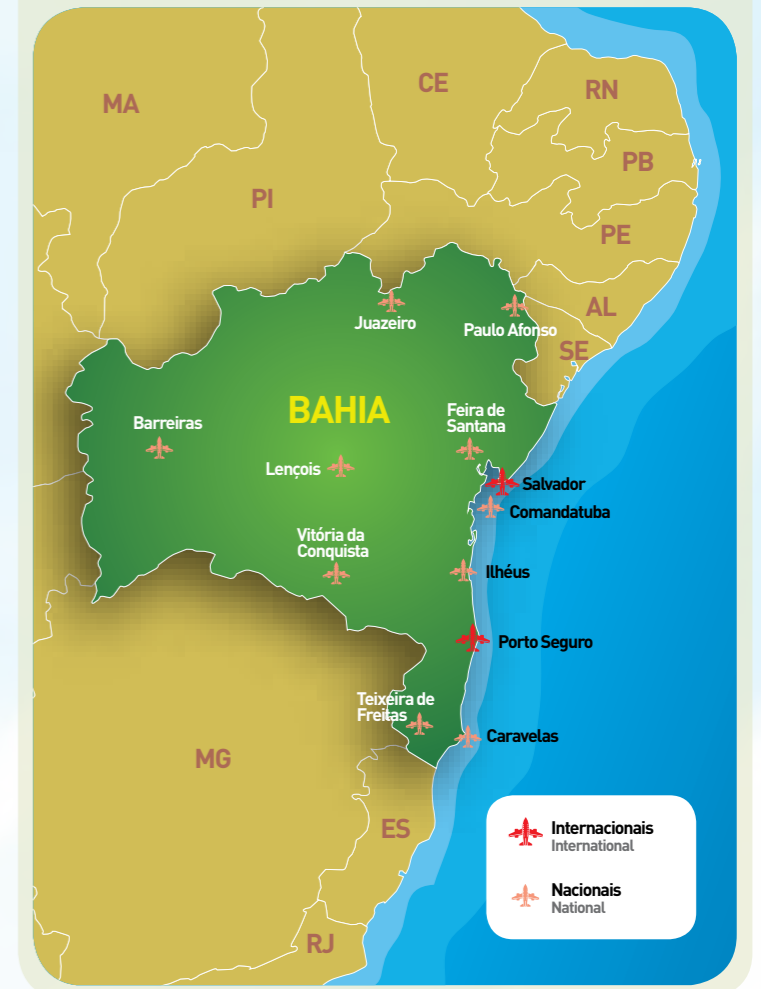 MA
CE
RN
PB
PI
PE
AL
Juazeiro
Paulo Afonso
SE
BAHIA
Barreiras
Feira de
Santana
Lençois
Salvador
Comandatuba
Vitória da
Conquista
Ilhéus
Porto Seguro
Teixeira de
Freitas
Caravelas
MG
ES
RJ
Internacionais
International
Nacionais
National